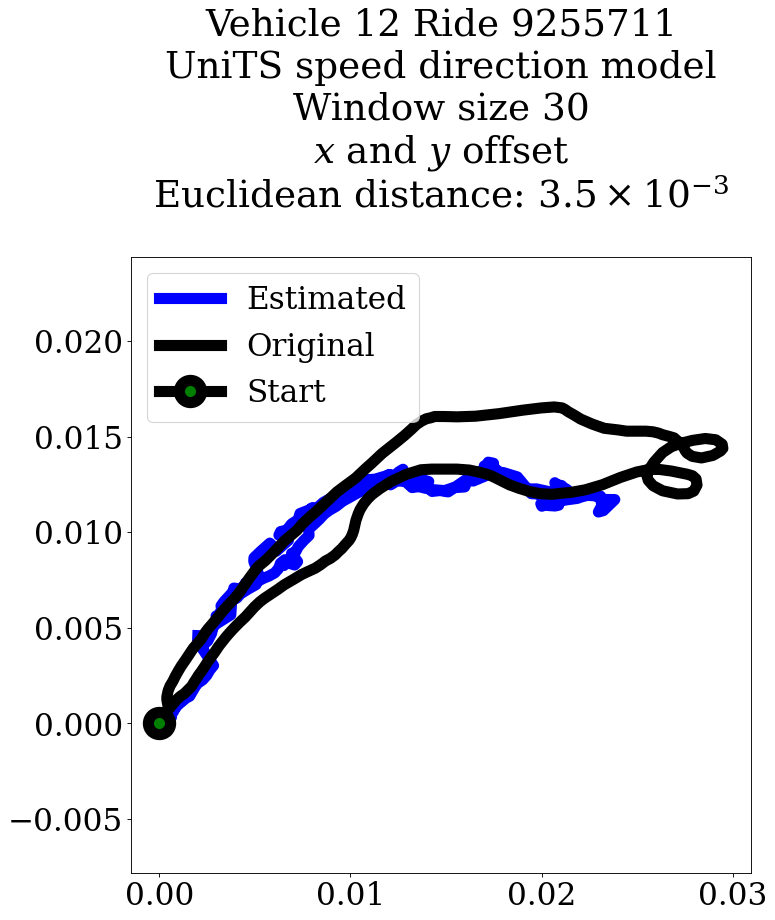 Vehicle 12 Ride 9255711
UniTS speed direction model
Window size 30
x and y offset
Euclidean distance: 3.5 × 10⁻³
Estimated
Original
Start
0.020
0.015
0.010
0.005
0.000
−0.005
0.00 0.01 0.02 0.03